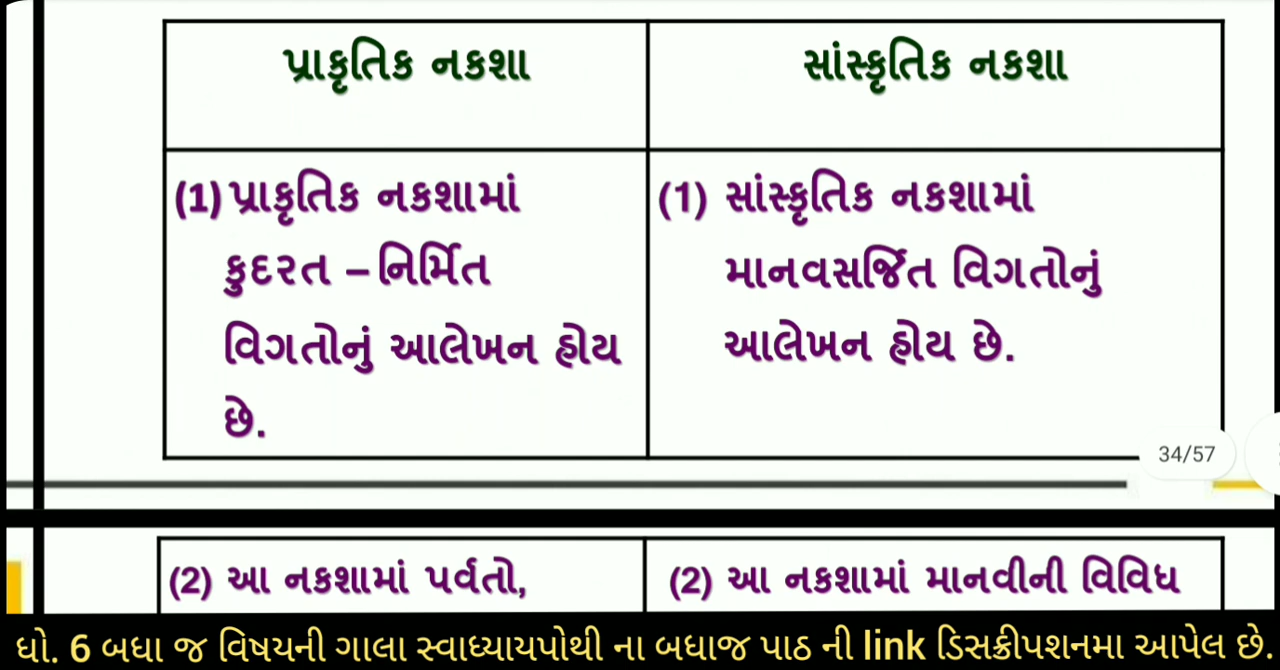 પ્રાકૃતિક નકશા
સાંસ્કૃતિક નકશા
(1) પ્રાકૃતિક નકશામાં
કુદરત – નિર્મિત
વિગતોનું આલેખન હોય
છે.
(1) સાંસ્કૃતિક નકશામાં
માનવસર્જિત વિગતોનું
આલેખન હોય છે.
34/57
(2) આ નકશામાં પર્વતો,
(2) આ નકશામાં માનવીની વિવિધ
ધો. 6 બધા જ વિષયની ગાલા સ્વાધ્યાયપોથી ના બધાજ પાઠ ની link ડિસક્રીપશનમા આપેલ છે.